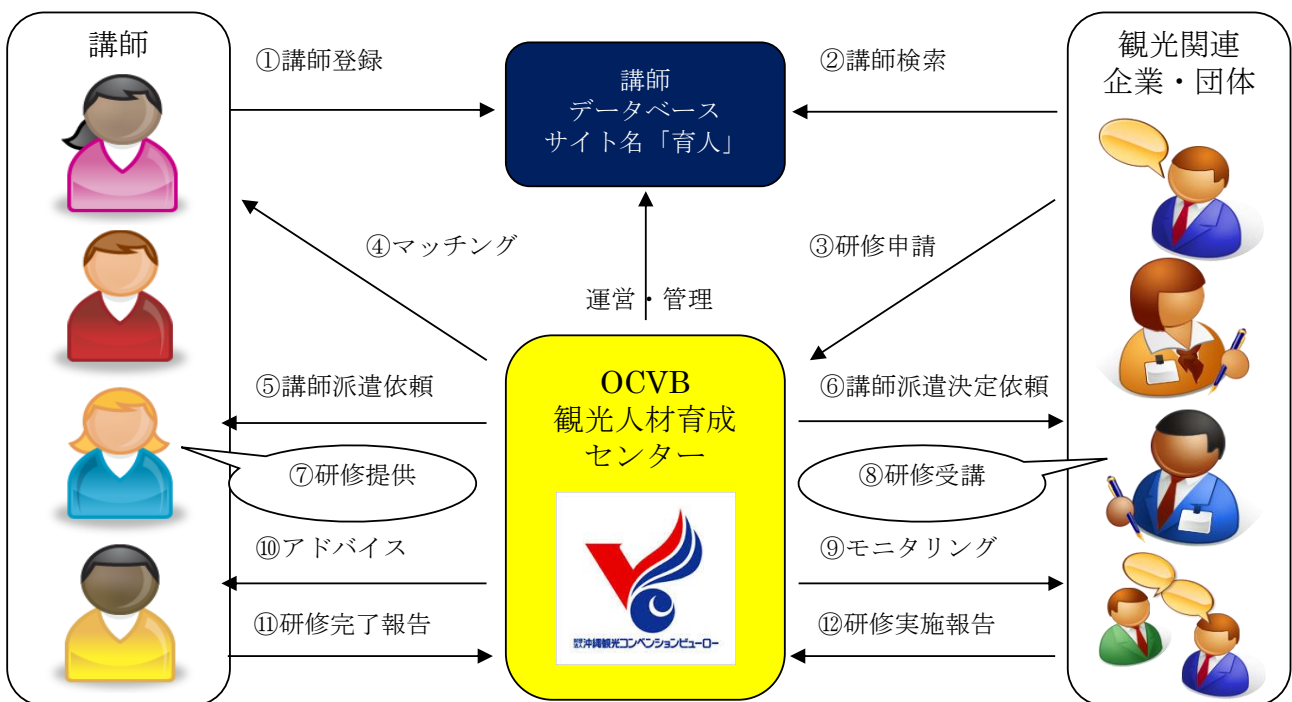 講師
①講師登録
講師
データベース
サイト名「育人」
②講師検索
観光関連
企業・団体
④マッチング
③研修申請
運営・管理
OCVB
観光人材育成
センター
⑤講師派遣依頼
⑥講師派遣決定依頼
⑦研修提供
⑧研修受講
⑩アドバイス
⑨モニタリング
沖縄観光コンベンションビューロー
⑪研修完了報告
⑫研修実施報告